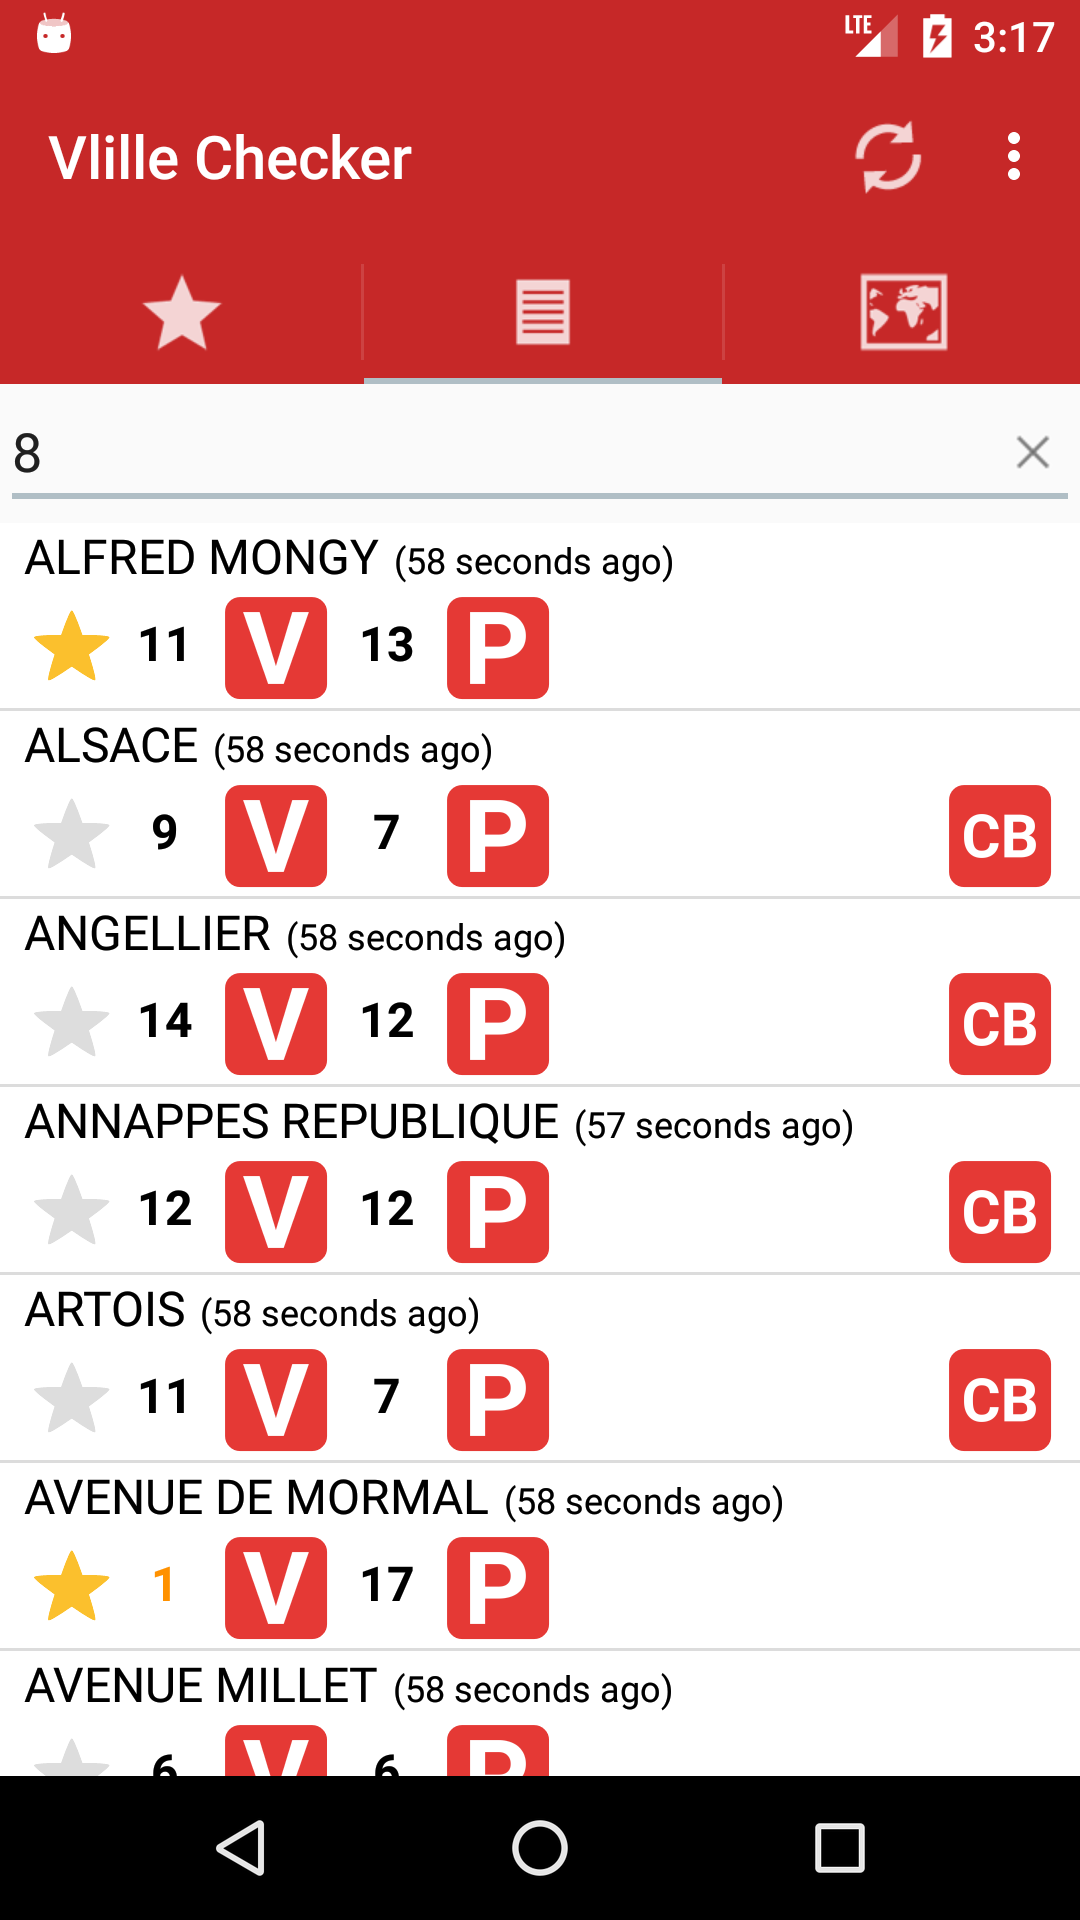 LTE 3:17
Vlille Checker
8
ALFRED MONGY (58 seconds ago)
11 V 13 P
ALSACE (58 seconds ago)
9 V 7 P CB
ANGELLIER (58 seconds ago)
14 V 12 P CB
ANNAPPES REPUBLIQUE (57 seconds ago)
12 V 12 P CB
ARTOIS (58 seconds ago)
11 V 7 P CB
AVENUE DE MORMAL (58 seconds ago)
1 V 17 P
AVENUE MILLET (58 seconds ago)
6 V 6 P